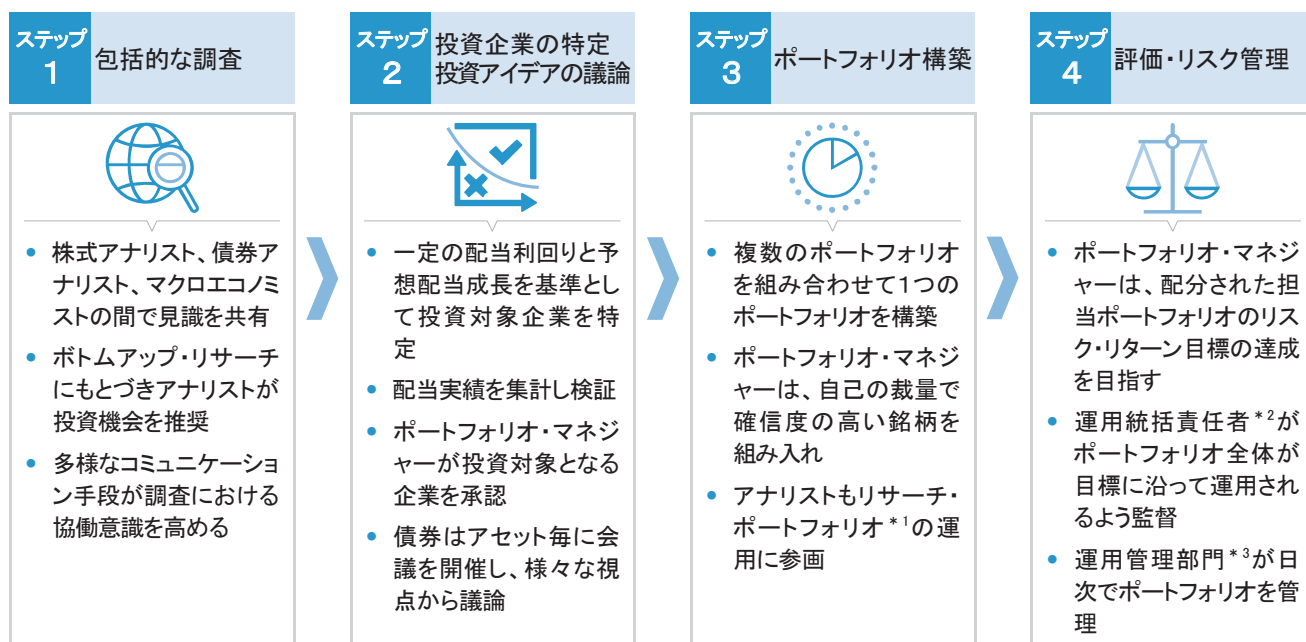 ステップ
1
包括的な調査
株式アナリスト、債券ア
ナリスト、マクロエコノミ
ストの間で見識を共有
ボトムアップ・リサーチ
にもとづきアナリストが
投資機会を推奨
多様なコミュニケーショ
ン手段が調査における
協働意識を高める
ステップ
2
投資企業の特定
投資アイデアの議論
一定の配当利回りと予
想配当成長を基準とし
て投資対象企業を特
定
配当実績を集計し検証
ポートフォリオ・マネジ
ャーが投資対象となる
企業を承認
債券はアセット毎に会
議を開催し、様々な視
点から議論
ステップ
3
ポートフォリオ構築
複数のポートフォリオ
を組み合わせて1つの
ポートフォリオを構築
ポートフォリオ・マネジ
ャーは、自己の裁量で
確信度の高い銘柄を
組み入れ
アナリストもリサーチ・
ポートフォリオ*1の運
用に参画
ステップ
4
評価・リスク管理
ポートフォリオ・マネジ
ャーは、配分された担
当ポートフォリオのリス
ク・リターン目標の達成
を目指す
運用統括責任者*2が
ポートフォリオ全体が
目標に沿って運用され
るよう監督
運用管理部門*3が日
次でポートフォリオを管
理